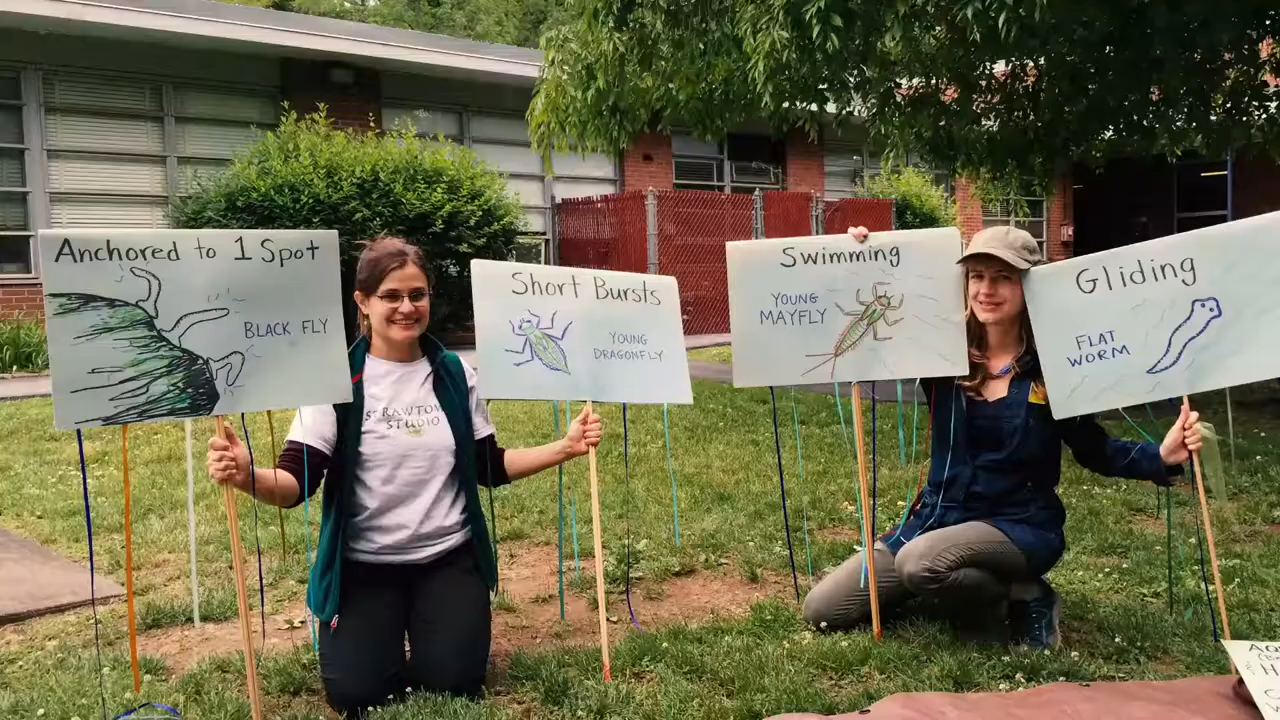 Anchored to 1 Spot
BLACK FLY
STRAWTOWN
STUDIO
Short Bursts
YOUNG
DRAGONFLY
Swimming
YOUNG
MAYFLY
Gliding
FLAT
WORM